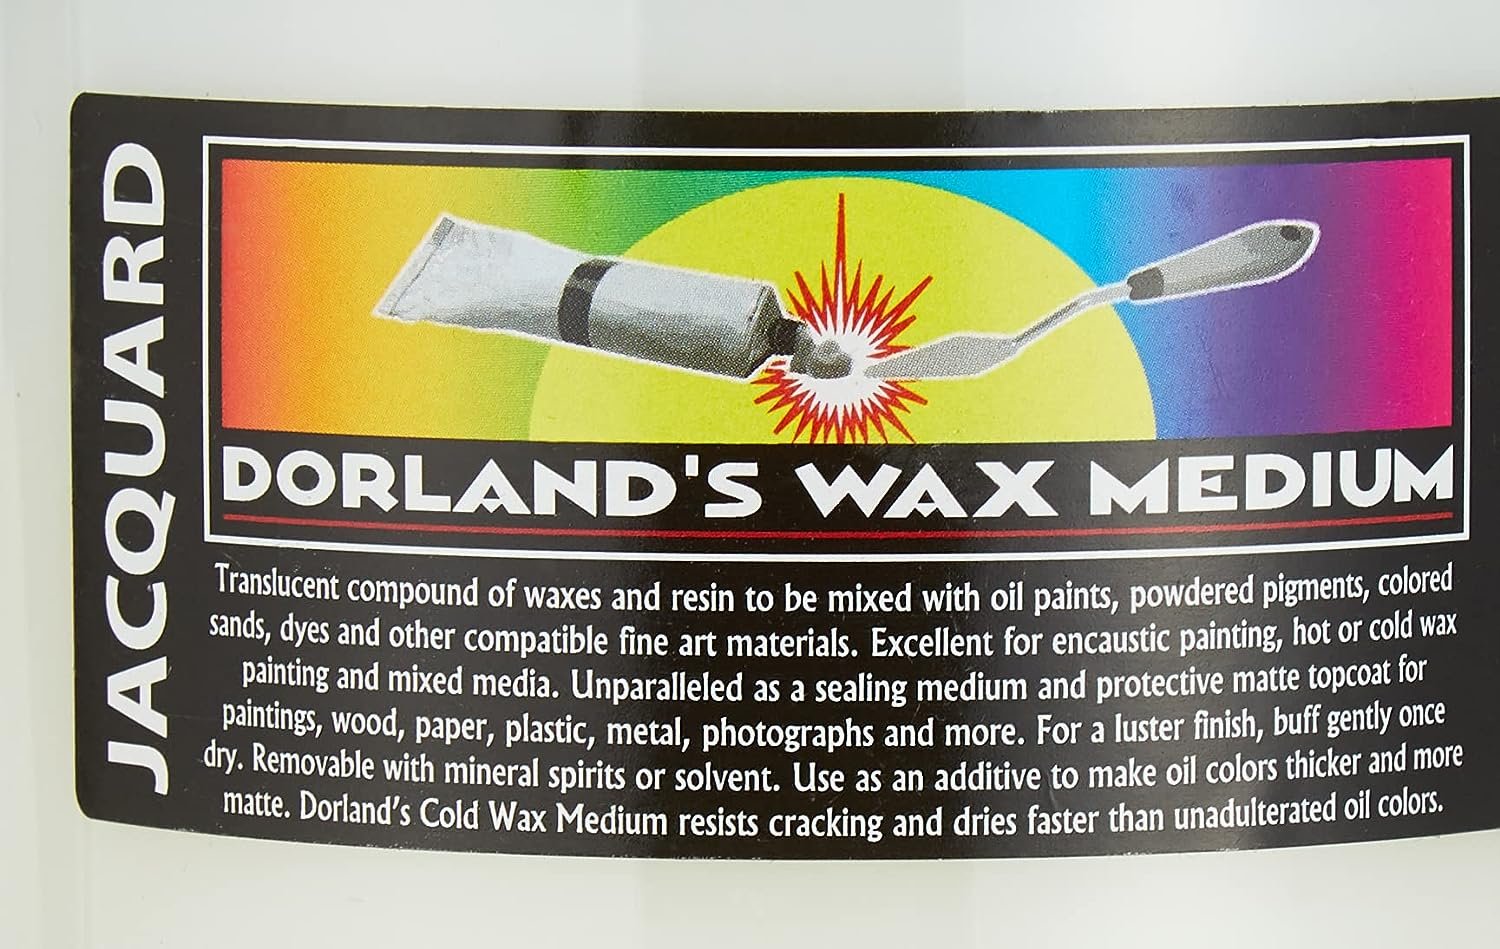 JACQUARD
DORLAND'S WAX MEDIUM
Translucent compound of waxes and resin to be mixed with oil paints, powdered pigments, colored
sands, dyes and other compatible fine art materials. Excellent for encaustic painting, hot or cold wax
painting and mixed media. Unparalleled as a sealing medium and protective matte topcoat for
paintings, wood, paper, plastic, metal, photographs and more. For a luster finish, buff gently once
dry. Removable with mineral spirits or solvent. Use as an additive to make oil colors thicker and more
matte. Dorland's Cold Wax Medium resists cracking and dries faster than unadulterated oil colors.